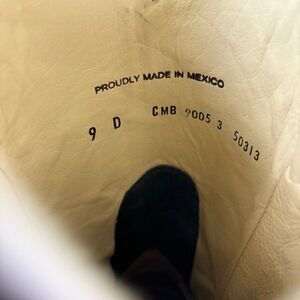 PROUDLY MADE IN MEXICO
9 D CMB 9005 3 50313